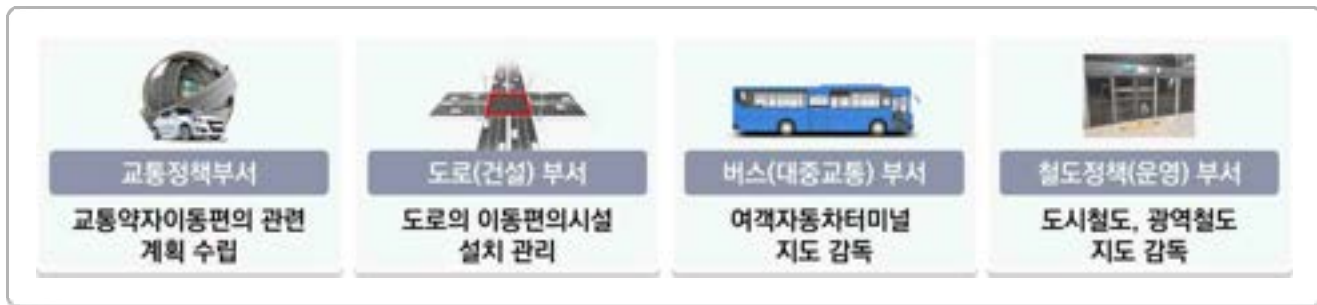 교통정책부서
교통약자이동편의 관련
계획 수립
도로(건설) 부서
도로의 이동편의시설
설치 관리
버스(대중교통) 부서
여객자동차터미널
지도 감독
철도정책(운영) 부서
도시철도, 광역철도
지도 감독